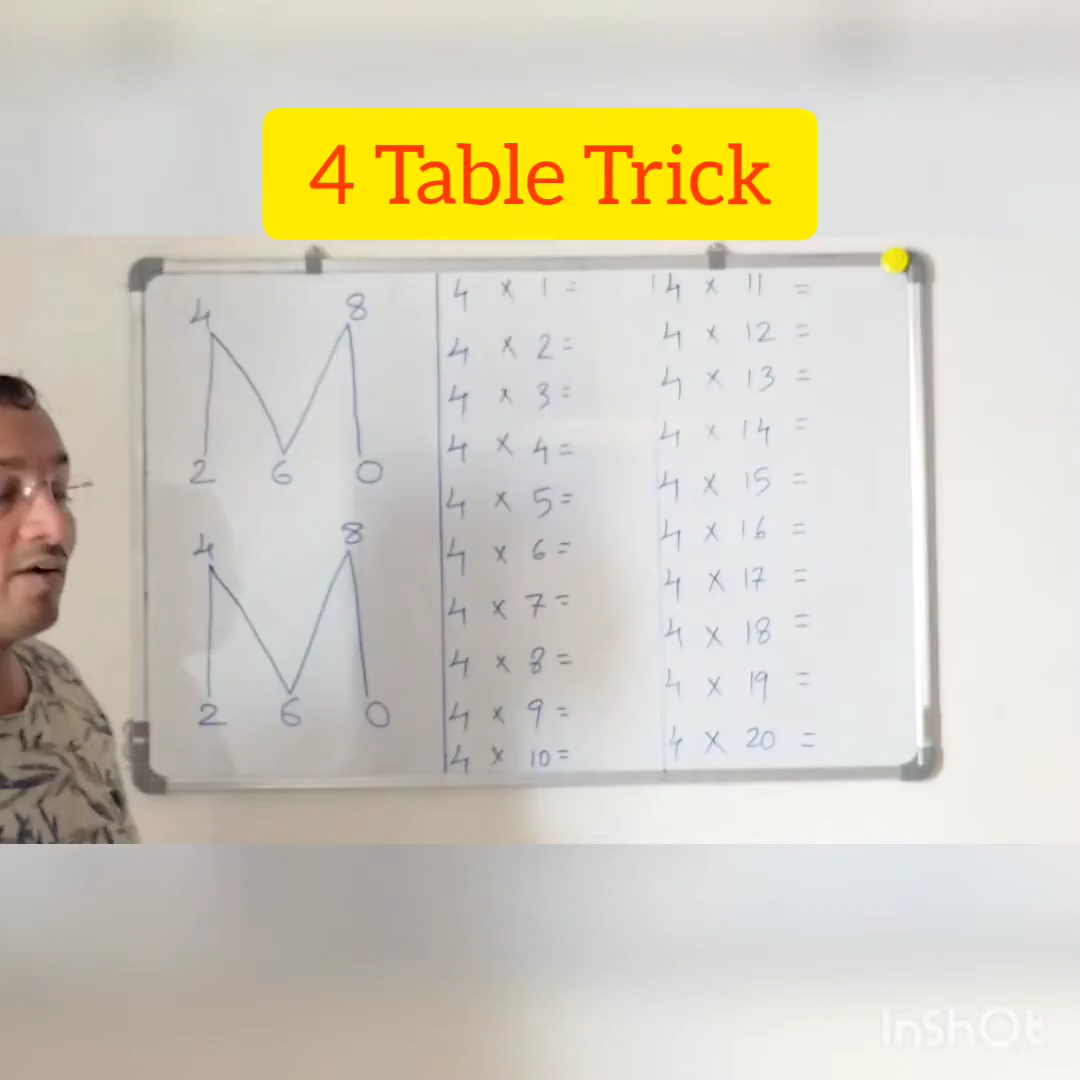 4 Table Trick
4 8
2 6 0
4 8
2 6 0
4 × 1 =
4 × 2 =
4 × 3 =
4 × 4 =
4 × 5 =
4 × 6 =
4 × 7 =
4 × 8 =
4 × 9 =
4 × 10 =
14 × 11 =
4 × 12 =
4 × 13 =
4 × 14 =
4 × 15 =
4 × 16 =
4 × 17 =
4 × 18 =
4 × 19 =
4 × 20 =
InShOt